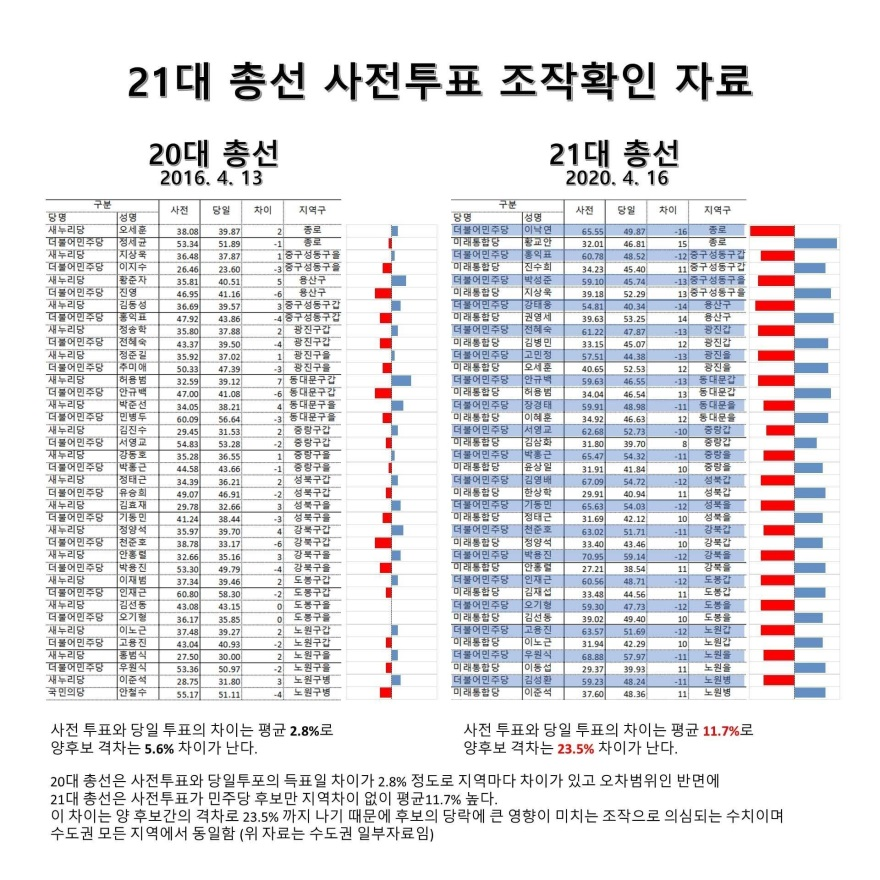 21대 총선 사전투표 조작확인 자료
20대 총선
2016. 4. 13
구분 사전 당일 차이 지역구
당명 성명
새누리당 오세훈 38.08 39.87 2 종로
더불어민주당 정세균 53.34 51.89 -1 종로
새누리당 지상욱 36.48 37.87 1 중구성동구을
더불어민주당 이지수 26.46 23.60 -3 중구성동구을
새누리당 황준자 35.81 40.51 5 용산구
더불어민주당 진영 46.95 41.16 -6 용산구
새누리당 김동성 36.69 39.57 3 중구성동구갑
더불어민주당 홍익표 47.92 43.86 -4 중구성동구갑
새누리당 정송학 35.80 37.88 2 광진구갑
더불어민주당 전혜숙 43.37 39.50 -4 광진구갑
새누리당 정준길 35.92 37.02 1 광진구을
더불어민주당 추미애 50.33 47.39 -3 광진구을
새누리당 허용범 32.59 39.12 7 동대문구갑
더불어민주당 안규백 47.00 41.08 -6 동대문구갑
새누리당 박준선 34.05 38.21 4 동대문구을
더불어민주당 민병두 60.09 56.64 -3 동대문구을
새누리당 김진수 29.45 31.53 2 중랑구갑
더불어민주당 서영교 54.83 53.28 -2 중랑구갑
새누리당 강동호 35.28 36.55 1 중랑구을
더불어민주당 박홍근 44.58 43.66 -1 중랑구을
새누리당 정태근 34.39 36.21 2 성북구갑
더불어민주당 유승희 49.07 46.91 -2 성북구갑
새누리당 김효재 29.78 32.66 3 성북구을
더불어민주당 기동민 41.24 38.44 -3 성북구을
새누리당 정양석 35.97 39.70 4 강북구갑
더불어민주당 천준호 38.78 33.17 -6 강북구갑
새누리당 안홍렬 32.66 35.16 3 강북구을
더불어민주당 박용진 53.30 49.79 -4 강북구을
새누리당 이재범 37.34 39.46 2 도봉구갑
더불어민주당 인재근 60.80 58.30 -2 도봉구갑
새누리당 김선동 43.08 43.15 0 도봉구을
더불어민주당 오기형 36.17 35.85 0 도봉구을
새누리당 이노근 37.48 39.27 2 노원구갑
더불어민주당 고용진 43.04 40.93 -2 노원구갑
새누리당 홍범식 27.50 30.00 2 노원구을
더불어민주당 우원식 53.36 50.97 -2 노원구을
새누리당 이준석 28.75 31.80 3 노원구병
국민의당 안철수 55.17 51.11 -4 노원구병
사전 투표와 당일 투표의 차이는 평균 2.8%로
양후보 격차는 5.6% 차이가 난다.
21대 총선
2020. 4. 16
구분 사전 당일 차이 지역구
당명 성명
더불어민주당 이낙연 65.55 49.87 -16 종로
미래통합당 황교안 32.01 46.81 15 종로
더불어민주당 홍익표 60.78 48.52 -12 중구성동구갑
미래통합당 진수희 34.23 45.40 11 중구성동구갑
더불어민주당 박성준 59.10 45.74 -13 중구성동구을
미래통합당 지상욱 39.18 52.29 13 중구성동구을
더불어민주당 강태웅 54.81 40.34 -14 용산구
미래통합당 권영세 39.63 53.25 14 용산구
더불어민주당 전혜숙 61.22 47.87 -13 광진갑
미래통합당 김병민 33.15 45.07 12 광진갑
더불어민주당 고민정 57.51 44.38 -13 광진을
미래통합당 오세훈 40.65 52.53 12 광진을
더불어민주당 안규백 59.63 46.55 -13 동대문갑
미래통합당 허용범 34.04 46.54 13 동대문갑
더불어민주당 장경태 59.91 48.98 -11 동대문을
미래통합당 이혜훈 34.92 46.63 12 동대문을
더불어민주당 서영교 62.68 52.73 -10 중랑갑
미래통합당 김삼화 31.80 39.70 8 중랑갑
더불어민주당 박홍근 65.47 54.32 -11 중랑을
미래통합당 윤상일 31.91 41.84 10 중랑을
더불어민주당 김영배 67.09 54.72 -12 성북갑
미래통합당 한상학 29.91 40.94 11 성북갑
더불어민주당 기동민 65.63 54.03 -12 성북을
미래통합당 정태근 31.69 42.12 10 성북을
더불어민주당 천준호 63.02 51.71 -11 강북갑
미래통합당 정양석 33.40 43.46 10 강북갑
더불어민주당 박용진 70.95 59.14 -12 강북을
미래통합당 안홍렬 27.21 38.54 11 강북을
더불어민주당 인재근 60.56 48.71 -12 도봉갑
미래통합당 김재섭 33.48 44.56 11 도봉갑
더불어민주당 오기형 59.30 47.73 -12 도봉을
미래통합당 김선동 39.02 49.40 10 도봉을
더불어민주당 고용진 63.57 51.69 -12 노원갑
미래통합당 이노근 31.94 42.29 10 노원갑
더불어민주당 우원식 68.88 57.97 -11 노원을
미래통합당 이동섭 29.37 39.93 11 노원을
더불어민주당 김성환 59.23 48.24 -11 노원병
미래통합당 이준석 37.60 48.36 11 노원병
사전 투표와 당일 투표의 차이는 평균 11.7%로
양후보 격차는 23.5% 차이가 난다.
20대 총선은 사전투표와 당일투포의 득표일 차이가 2.8% 정도로 지역마다 차이가 있고 오차범위인 반면에
21대 총선은 사전투표가 민주당 후보만 지역차이 없이 평균11.7% 높다.
이 차이는 양 후보간의 격차로 23.5% 까지 나기 때문에 후보의 당락에 큰 영향이 미치는 조작으로 의심되는 수치이며
수도권 모든 지역에서 동일함 (위 자료는 수도권 일부자료임)